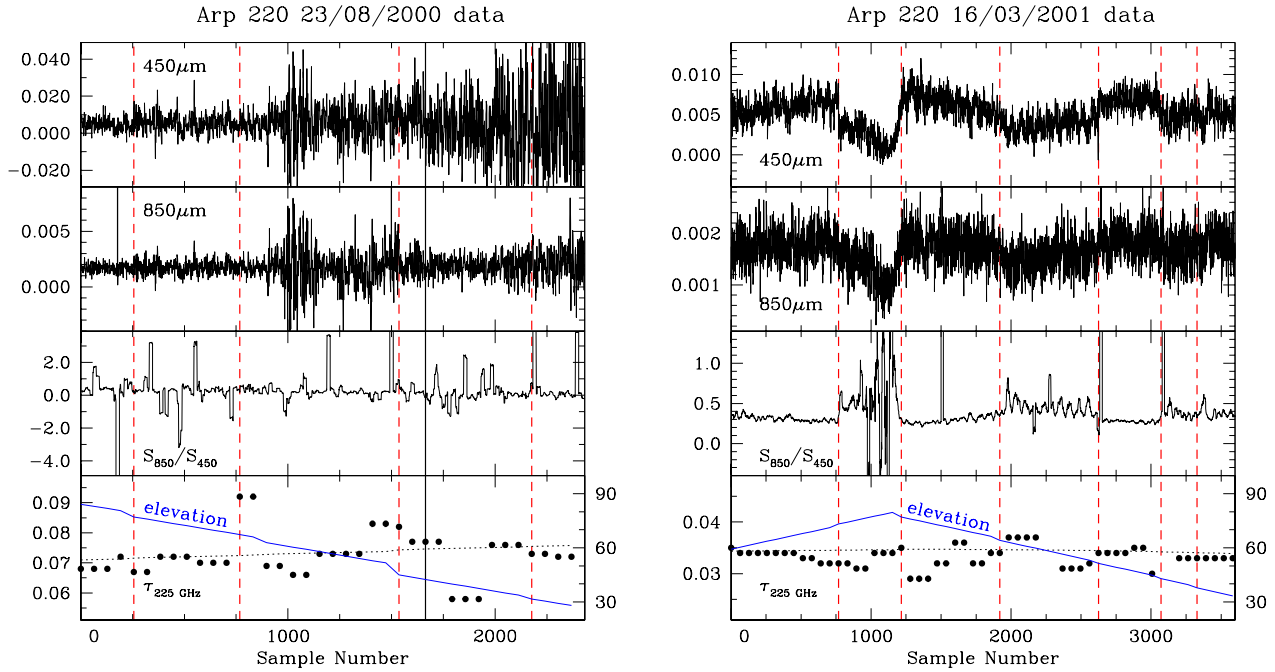 Arp 220 23/08/2000 data
0.040
0.020
0.000
−0.020
450μm
0.005
0.000
850μm
2.0
0.0
−2.0
−4.0
S850/S450
0.09
0.08
0.07
0.06
elevation
τ225 GHz
90
60
30
0 1000 2000
Sample Number
Arp 220 16/03/2001 data
0.010
0.005
0.000
450μm
0.002
0.001
850μm
1.0
0.5
0.0
S850/S450
0.04
0.03
elevation
τ225 GHz
90
60
30
0 1000 2000 3000
Sample Number